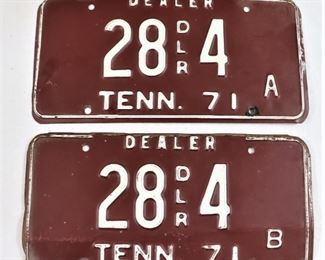 DEALER
28 DLR 4 A
TENN. 71
DEALER
28 DLR 4 B
TENN. 71